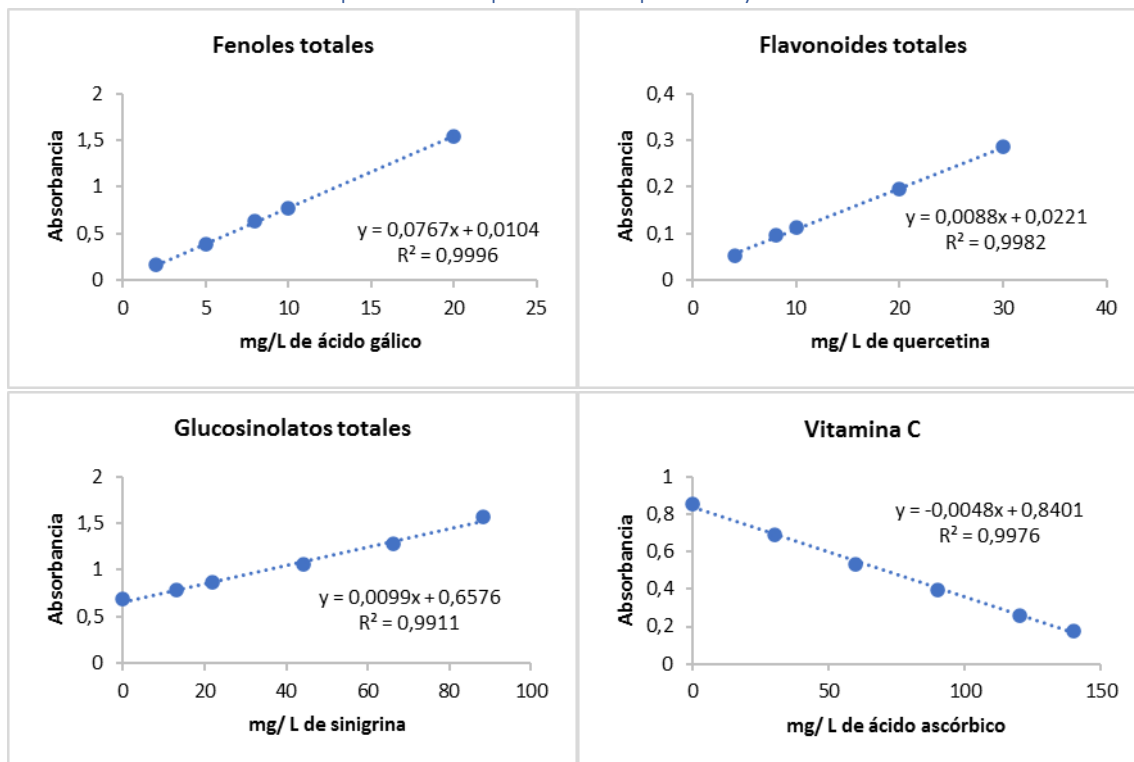 Fenoles totales
Absorbancia
2
1,5
1
0,5
0
0 5 10 15 20 25
y = 0,0767x + 0,0104
R² = 0,9996
mg/L de ácido gálico
Flavonoides totales
Absorbancia
0,4
0,3
0,2
0,1
0
0 10 20 30 40
y = 0,0088x + 0,0221
R² = 0,9982
mg/ L de quercetina
Glucosinolatos totales
Absorbancia
2
1,5
1
0,5
0
0 20 40 60 80 100
y = 0,0099x + 0,6576
R² = 0,9911
mg/ L de sinigrina
Vitamina C
Absorbancia
1
0,8
0,6
0,4
0,2
0
0 50 100 150
y = -0,0048x + 0,8401
R² = 0,9976
mg/ L de ácido ascórbico